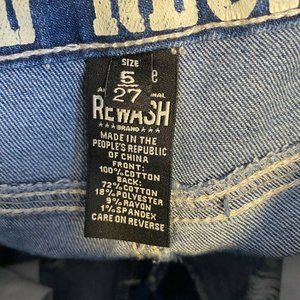 SIZE
5
27
REWASH
BRAND
MADE IN THE
PEOPLE'S REPUBLIC
OF CHINA
FRONT:
100% COTTON
BACK:
72% COTTON
18% POLYESTER
9% RAYON
1% SPANDEX
CARE ON REVERSE